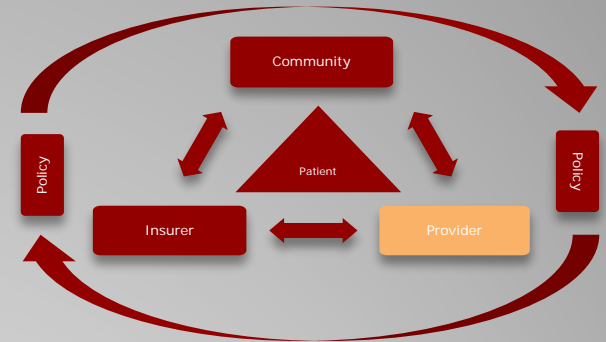 Community
Patient
Policy
Policy
Insurer
Provider